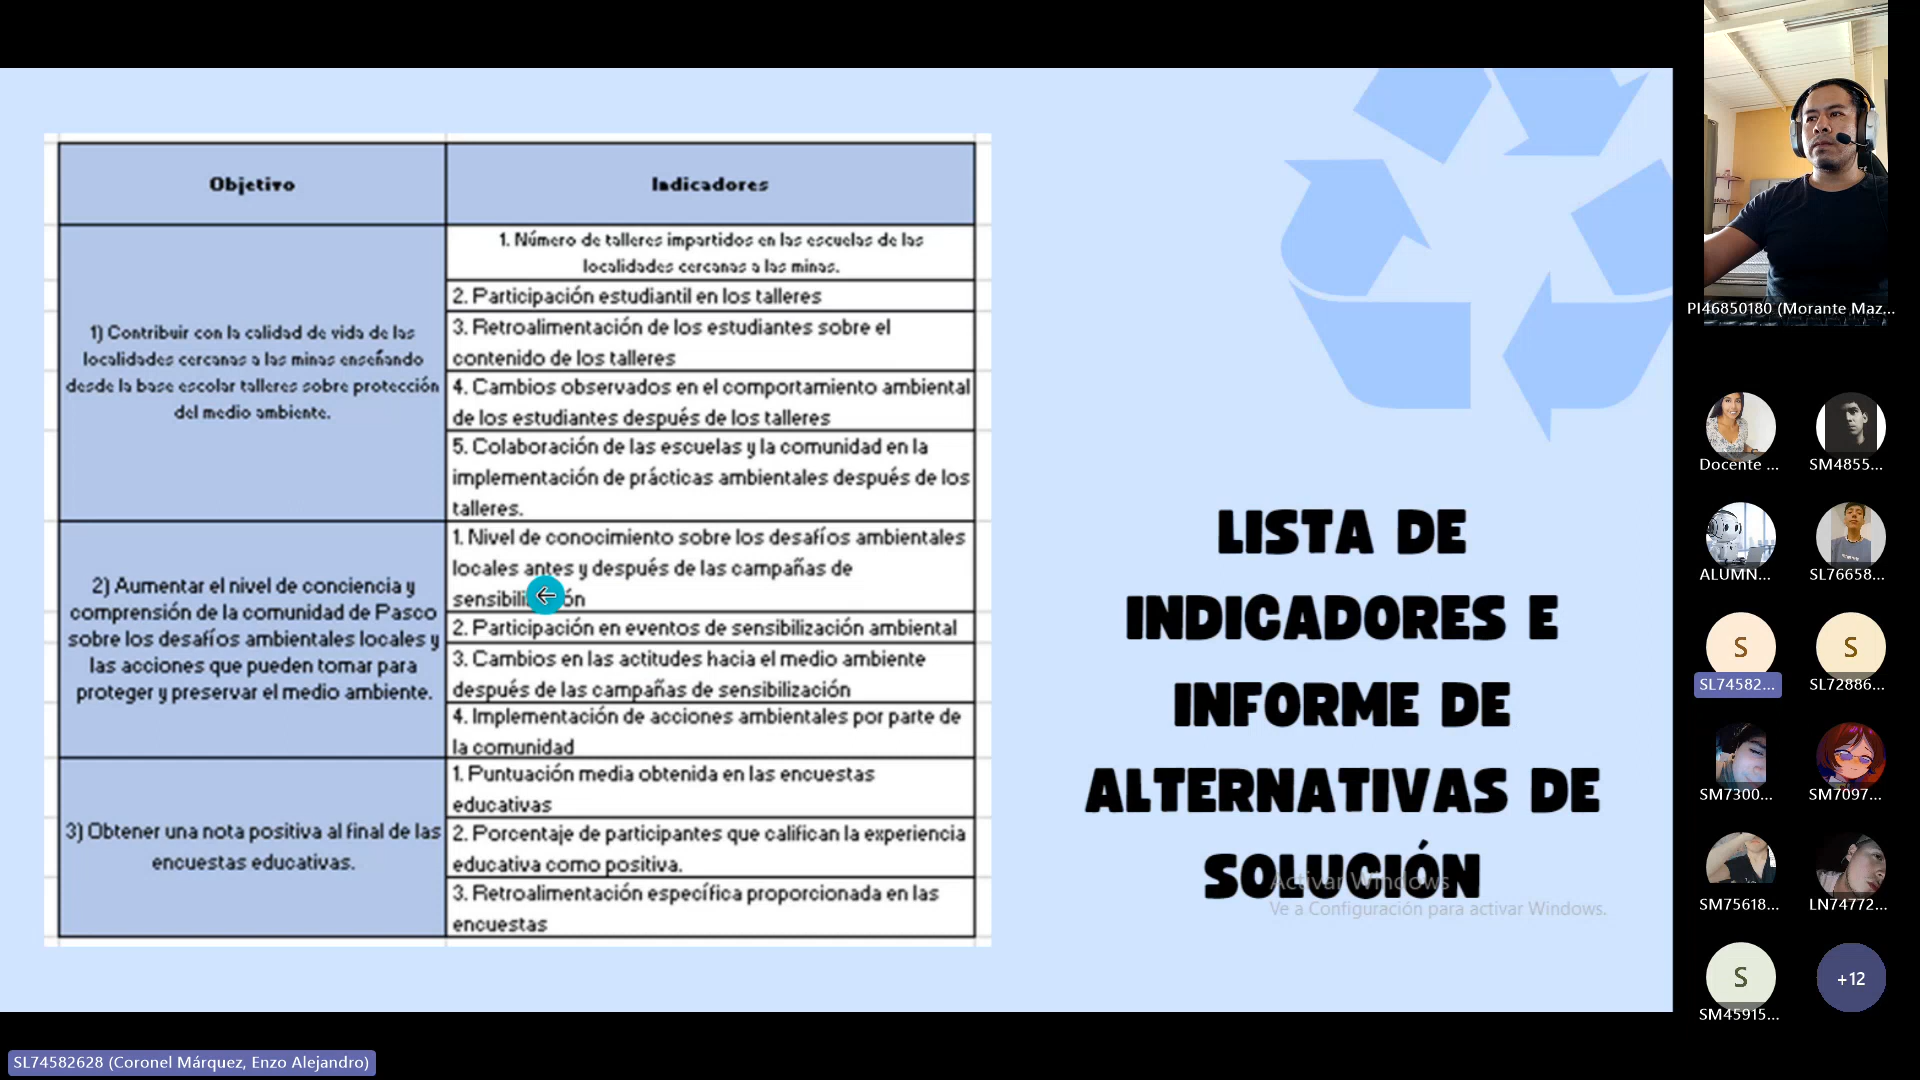 Objetivo
Indicadores
1) Contribuir con la calidad de vida de las
localidades cercanas a las minas enseñando
desde la base escolar talleres sobre protección
del medio ambiente.
1. Número de talleres impartidos en las escuelas de las
localidades cercanas a las minas.
2. Participación estudiantil en los talleres
3. Retroalimentación de los estudiantes sobre el
contenido de los talleres
4. Cambios observados en el comportamiento ambiental
de los estudiantes después de los talleres
5. Colaboración de las escuelas y la comunidad en la
implementación de prácticas ambientales después de los
talleres.
2) Aumentar el nivel de conciencia y
comprensión de la comunidad de Pasco
sobre los desafíos ambientales locales y
las acciones que pueden tomar para
proteger y preservar el medio ambiente.
1. Nivel de conocimiento sobre los desafíos ambientales
locales antes y después de las campañas de
sensibilización
2. Participación en eventos de sensibilización ambiental
3. Cambios en las actitudes hacia el medio ambiente
después de las campañas de sensibilización
4. Implementación de acciones ambientales por parte de
la comunidad
3) Obtener una nota positiva al final de las
encuestas educativas.
1. Puntuación media obtenida en las encuestas
educativas
2. Porcentaje de participantes que califican la experiencia
educativa como positiva.
3. Retroalimentación específica proporcionada en las
encuestas
LISTA DE
INDICADORES E
INFORME DE
ALTERNATIVAS DE
SOLUCIÓN
Activar Windows
Ve a Configuración para activar Windows.
PI46850180 (Morante Maz...
Docente ...
SM4855...
ALUMN...
SL76658...
S
S
SL74582...
SL72886...
SM7300...
SM7097...
SM75618...
LN74772...
S
+12
SM45915...
SL74582628 (Coronel Márquez, Enzo Alejandro)